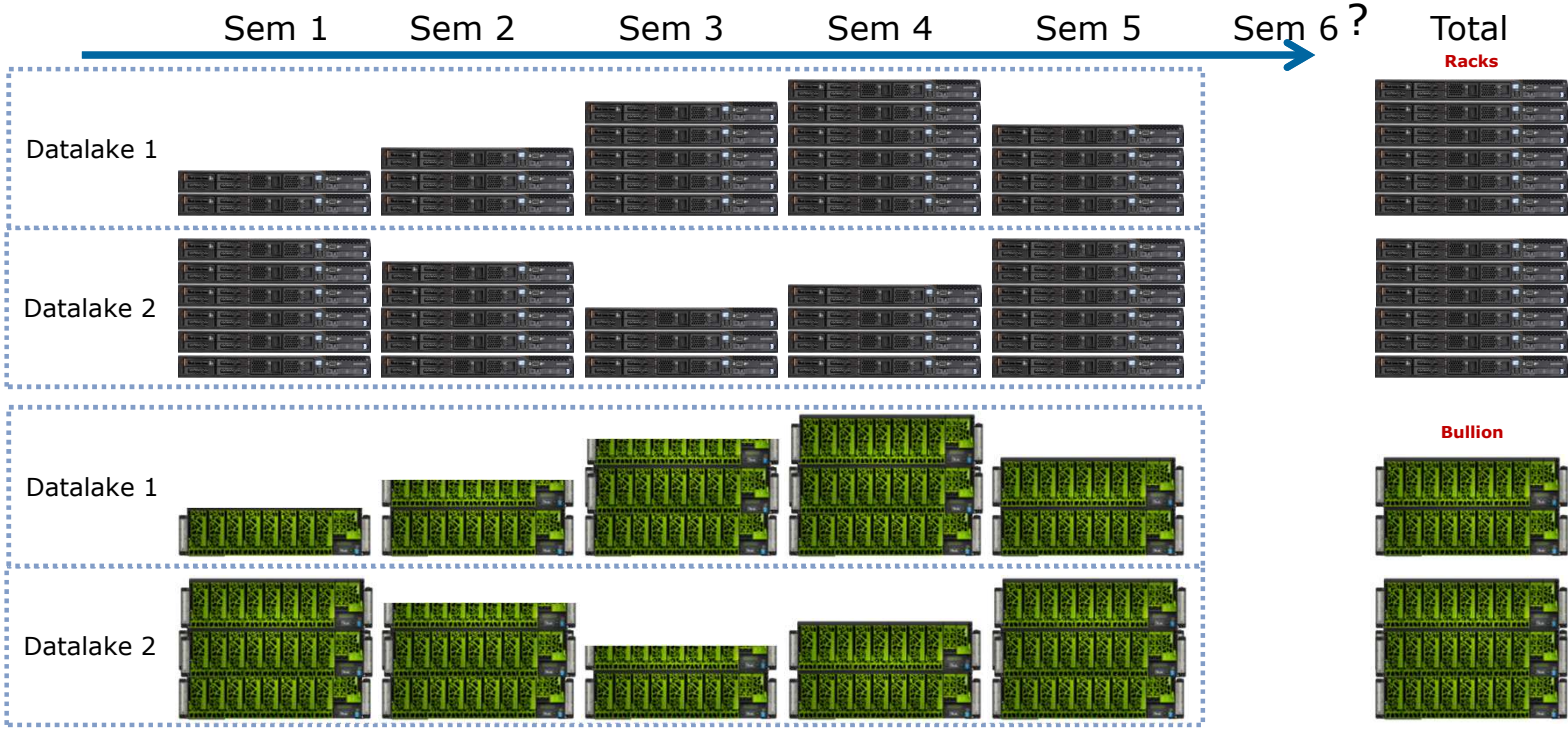 Sem 1 Sem 2 Sem 3 Sem 4 Sem 5 Sem 6 ? Total
Racks
Datalake 1
Datalake 2
Bullion
Datalake 1
Datalake 2